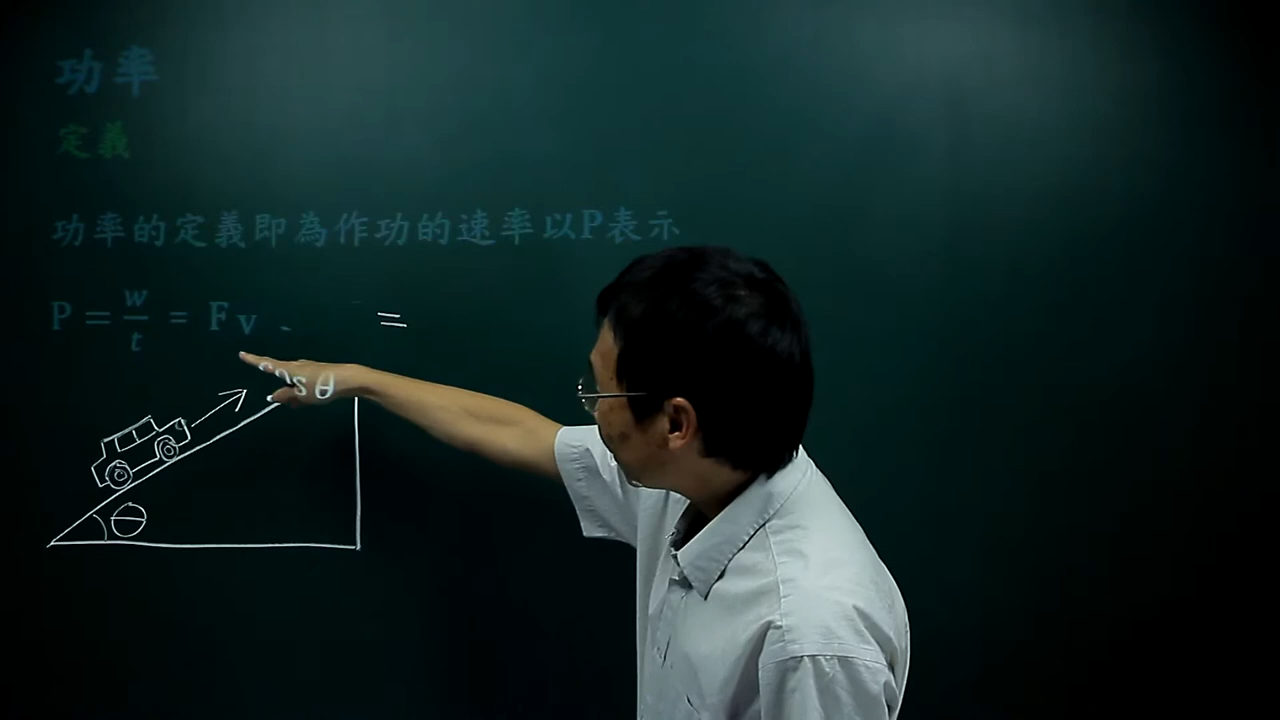 功率
定義
功率的定義即為作功的速率以P表示
P = w/t = Fv =
cosθ
θ